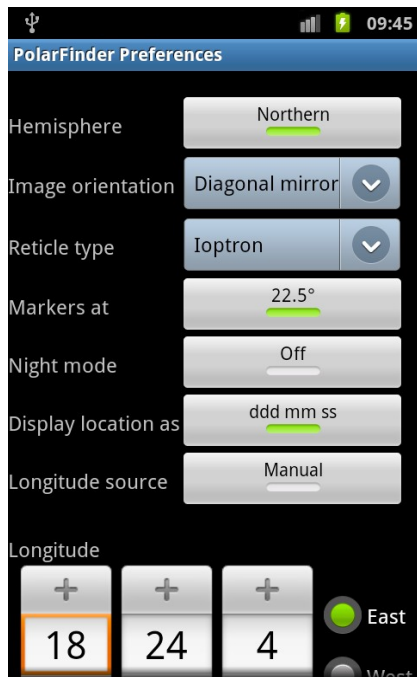 09:45
PolarFinder Preferences
Hemisphere Northern
Image orientation Diagonal mirror
Reticle type Ioptron
Markers at 22.5°
Night mode Off
Display location as ddd mm ss
Longitude source Manual
Longitude
+ + +
18 24 4 East
West